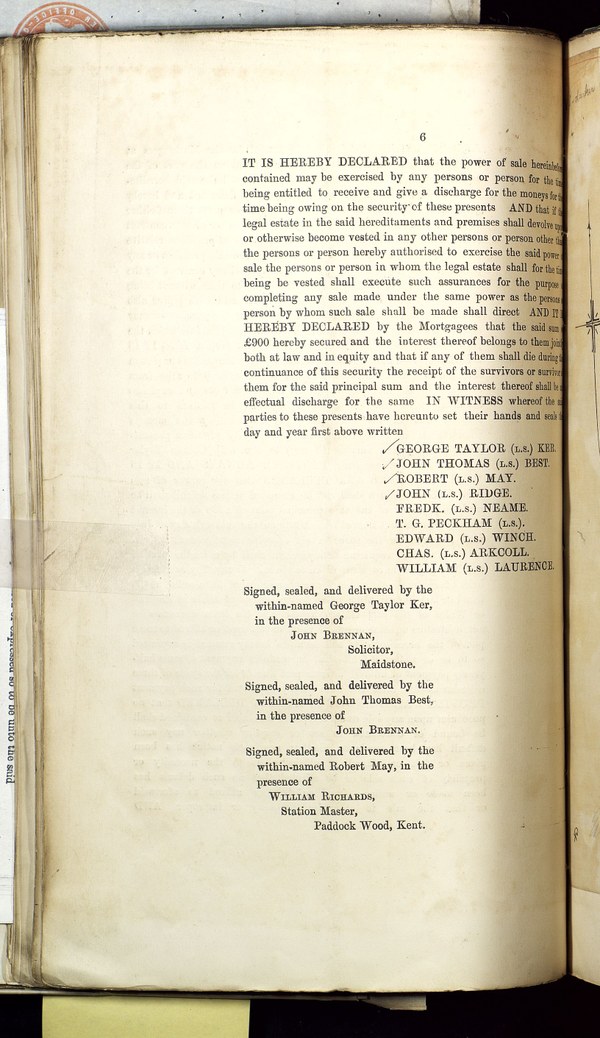 6
IT IS HEREBY DECLARED that the power of sale hereinbefore
contained may be exercised by any persons or person for the time
being entitled to receive and give a discharge for the moneys for the
time being owing on the security of these presents AND that if
legal estate in the said hereditaments and premises shall devolve
or otherwise become vested in any other persons or person other
the persons or person hereby authorised to exercise the said power
sale the persons or person in whom the legal estate shall for the
being be vested shall execute such assurances for the purpose
completing any sale made under the same power as the persons
person by whom such sale shall be made shall direct AND IT
HEREBY DECLARED by the Mortgagees that the said sum
£900 hereby secured and the interest thereof belongs to them
both at law and in equity and that if any of them shall die during
continuance of this security the receipt of the survivors or
them for the said principal sum and the interest thereof shall be
effectual discharge for the same IN WITNESS whereof the
parties to these presents have hereunto set their hands and seals
day and year first above written
GEORGE TAYLOR (L.S.) KER.
JOHN THOMAS (L.S.) BEST.
ROBERT (L.S.) MAY.
JOHN (L.S.) RIDGE.
FREDK. (L.S.) NEAME.
T. G. PECKHAM (L.S.).
EDWARD (L.S.) WINCH.
CHAS. (L.S.) ARKCOLL.
WILLIAM (L.S.) LAURENCE.
Signed, sealed, and delivered by the
within-named George Taylor Ker,
in the presence of
JOHN BRENNAN,
Solicitor,
Maidstone.
Signed, sealed, and delivered by the
within-named John Thomas Best,
in the presence of
JOHN BRENNAN.
Signed, sealed, and delivered by the
within-named Robert May, in the
presence of
WILLIAM RICHARDS,
Station Master,
Paddock Wood, Kent.
so to be unto the said